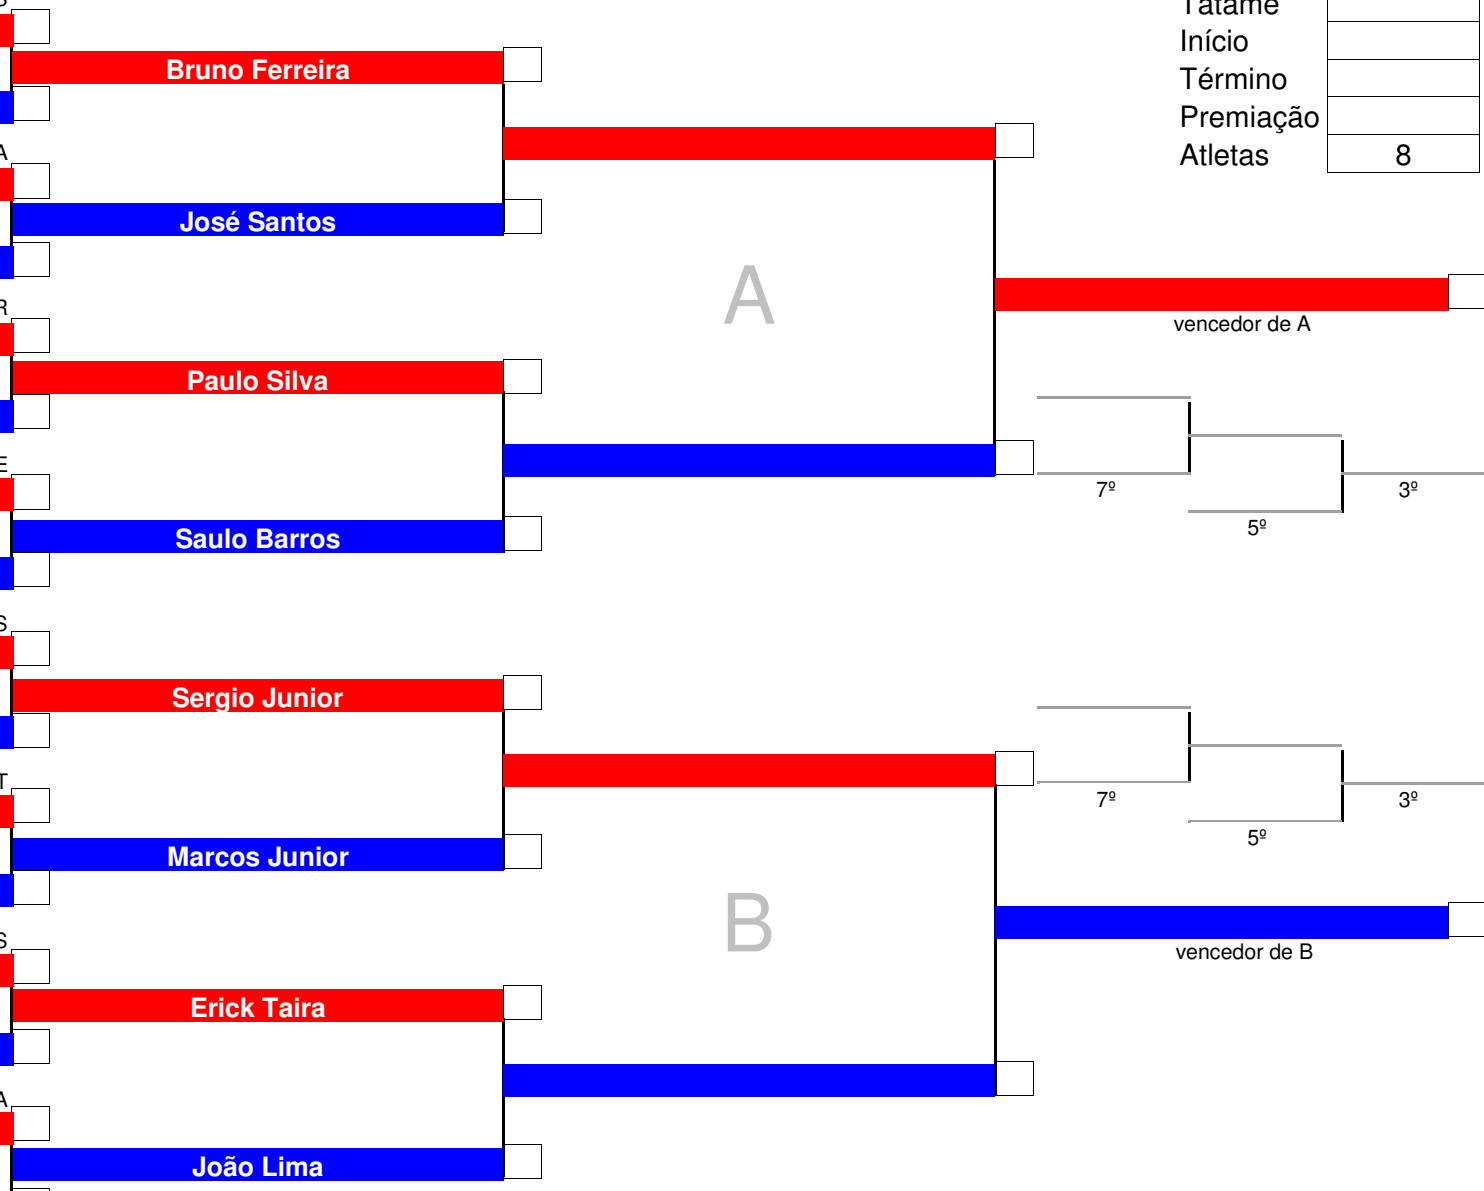 Tatame
Início
Término
Premiação
Atletas 8
Bruno Ferreira
José Santos
A
vencedor de A
Paulo Silva
7º
3º
5º
Saulo Barros
Sergio Junior
7º
3º
5º
Marcos Junior
B
vencedor de B
Erick Taira
João Lima